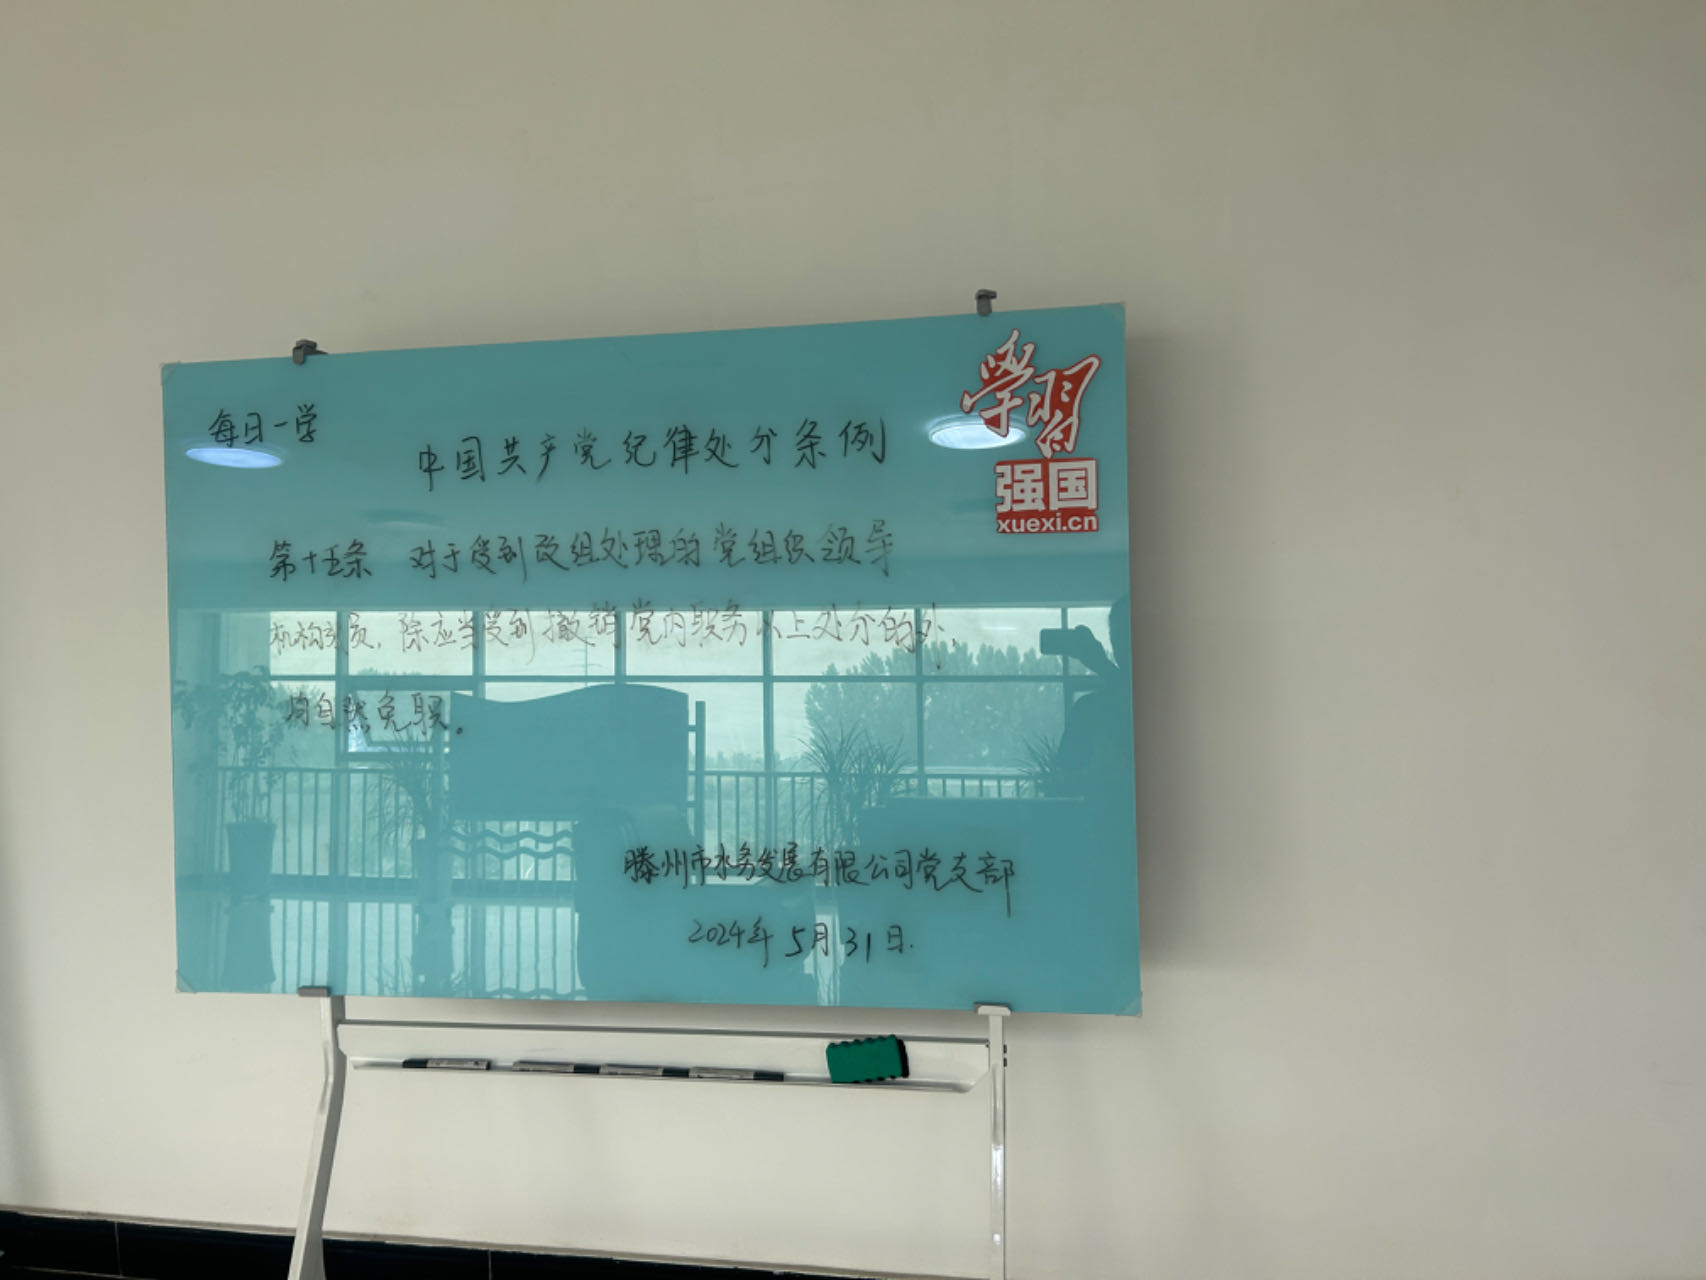 每日一学
学习
强国
xuexi.cn
中国共产党纪律处分条例
第十五条 对于受到改组处理的党组织领导
机构成员，除应当受到撤销党内职务以上处分的外，
均自然免职。
滕州市水务发展有限公司党支部
2024年5月31日.